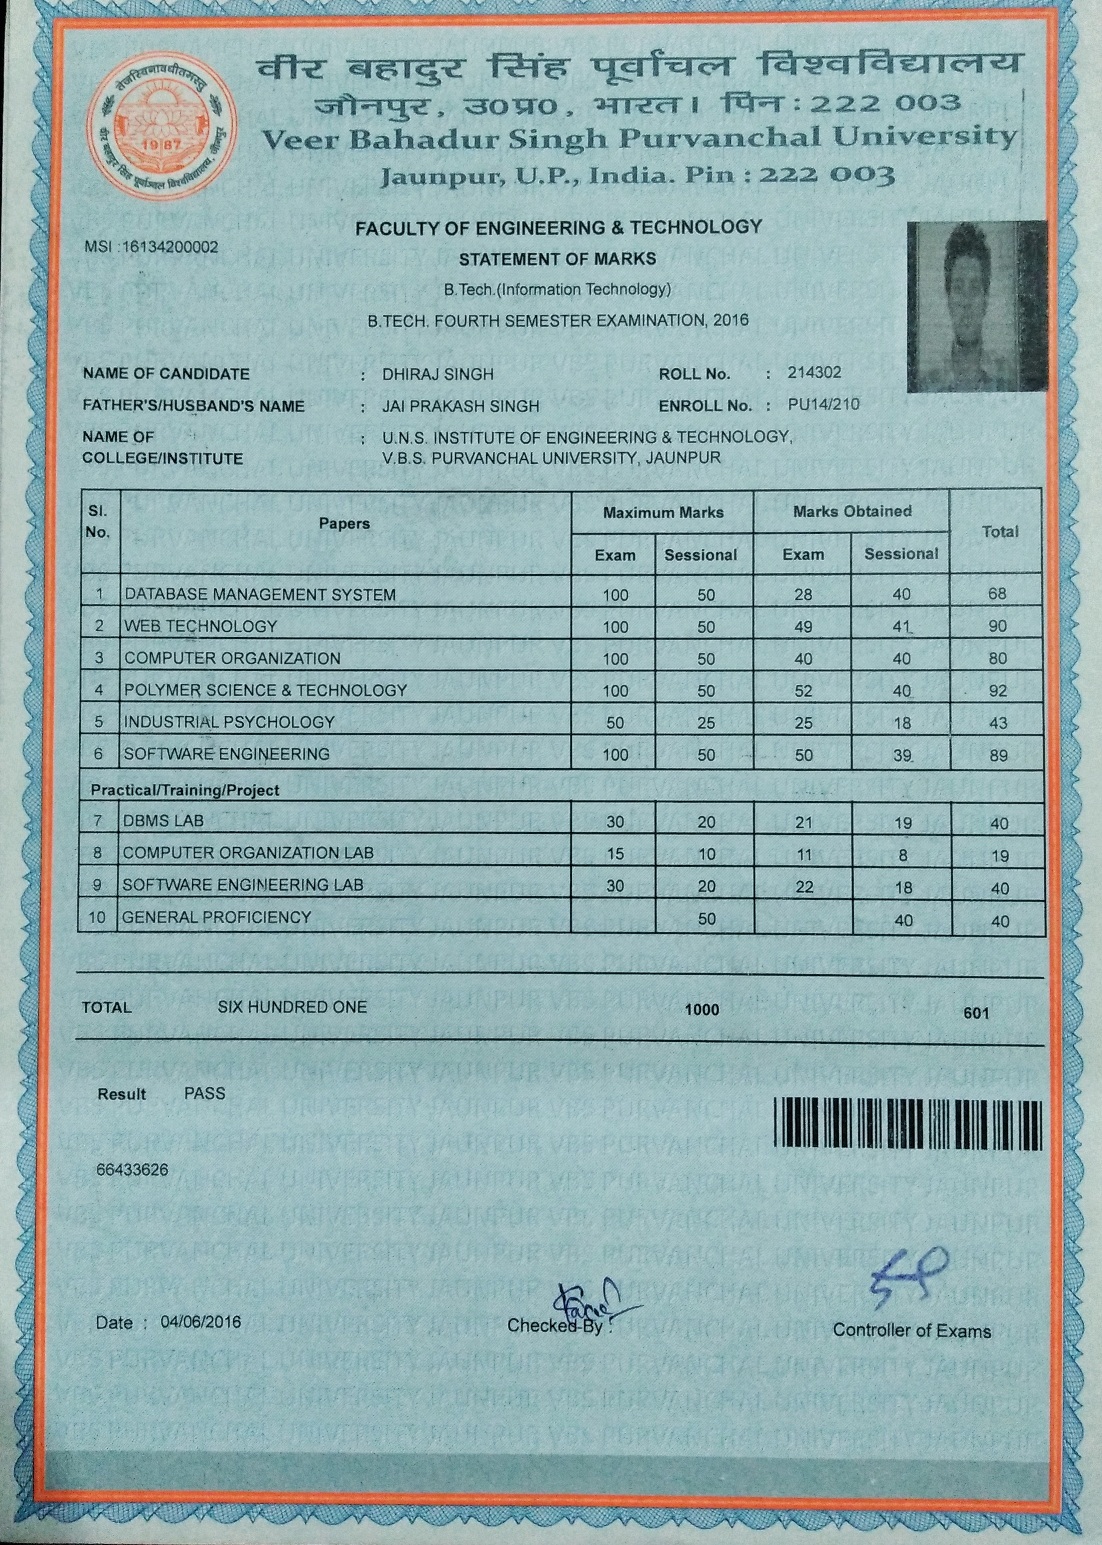 वीर बहादुर सिंह पूर्वांचल विश्वविद्यालय
जौनपुर, उ०प्र०, भारत। पिन : 222 003
Veer Bahadur Singh Purvanchal University
Jaunpur, U.P., India. Pin : 222 003
तेजस्विनावधीतमस्तु
1987
वीर बहादुर सिंह पूर्वाञ्चल विश्वविद्यालय, जौनपुर
FACULTY OF ENGINEERING & TECHNOLOGY
MSI :16134200002
STATEMENT OF MARKS
B.Tech.(Information Technology)
B.TECH. FOURTH SEMESTER EXAMINATION, 2016
NAME OF CANDIDATE : DHIRAJ SINGH ROLL No. : 214302
FATHER'S/HUSBAND'S NAME : JAI PRAKASH SINGH ENROLL No. : PU14/210
NAME OF : U.N.S. INSTITUTE OF ENGINEERING & TECHNOLOGY,
COLLEGE/INSTITUTE V.B.S. PURVANCHAL UNIVERSITY, JAUNPUR
Sl. No. Papers Maximum Marks Marks Obtained Total
Exam Sessional Exam Sessional
1 DATABASE MANAGEMENT SYSTEM 100 50 28 40 68
2 WEB TECHNOLOGY 100 50 49 41 90
3 COMPUTER ORGANIZATION 100 50 40 40 80
4 POLYMER SCIENCE & TECHNOLOGY 100 50 52 40 92
5 INDUSTRIAL PSYCHOLOGY 50 25 25 18 43
6 SOFTWARE ENGINEERING 100 50 50 39 89
Practical/Training/Project
7 DBMS LAB 30 20 21 19 40
8 COMPUTER ORGANIZATION LAB 15 10 11 8 19
9 SOFTWARE ENGINEERING LAB 30 20 22 18 40
10 GENERAL PROFICIENCY 50 40 40
TOTAL SIX HUNDRED ONE 1000 601
Result PASS
66433626
Date : 04/06/2016
Checked By :
Controller of Exams